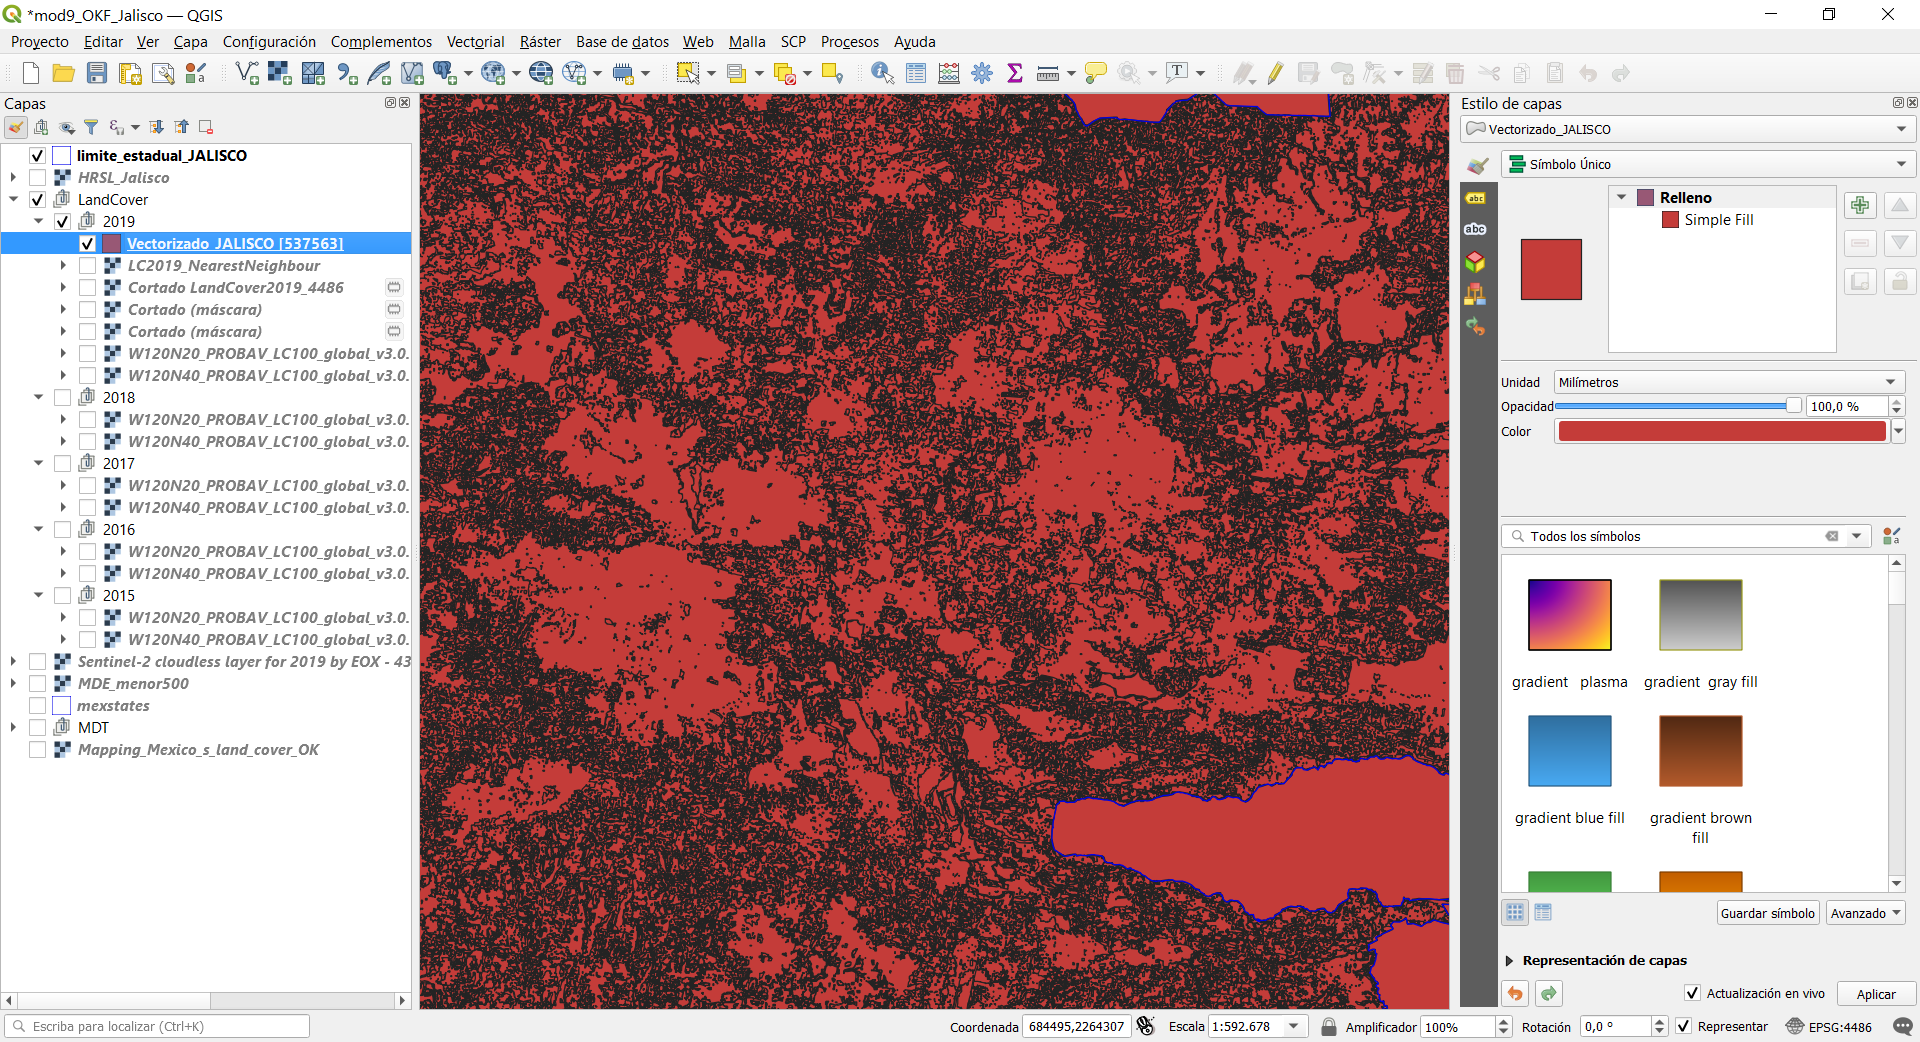 *mod9_OKF_Jalisco — QGIS
Proyecto Editar Ver Capa Configuración Complementos Vectorial Ráster Base de datos Web Malla SCP Procesos Ayuda
Capas
limite_estadual_JALISCO
HRSL_Jalisco
LandCover
2019
Vectorizado JALISCO [537563]
LC2019_NearestNeighbour
Cortado LandCover2019_4486
Cortado (máscara)
Cortado (máscara)
W120N20_PROBAV_LC100_global_v3.0.
W120N40_PROBAV_LC100_global_v3.0.
2018
W120N20_PROBAV_LC100_global_v3.0.
W120N40_PROBAV_LC100_global_v3.0.
2017
W120N20_PROBAV_LC100_global_v3.0.
W120N40_PROBAV_LC100_global_v3.0.
2016
W120N20_PROBAV_LC100_global_v3.0.
W120N40_PROBAV_LC100_global_v3.0.
2015
W120N20_PROBAV_LC100_global_v3.0.
W120N40_PROBAV_LC100_global_v3.0.
Sentinel-2 cloudless layer for 2019 by EOX - 43
MDE_menor500
mexstates
MDT
Mapping_Mexico_s_land_cover_OK
Estilo de capas
Vectorizado_JALISCO
Símbolo Único
abc
abc
Relleno
Simple Fill
Unidad Milímetros
Opacidad 100,0 %
Color
Todos los símbolos
gradient plasma
gradient gray fill
gradient blue fill
gradient brown fill
Guardar símbolo Avanzado
Representación de capas
Actualización en vivo Aplicar
Escriba para localizar (Ctrl+K)
Coordenada 684495,2264307 Escala 1:592.678 Amplificador 100% Rotación 0,0 ° Representar EPSG:4486